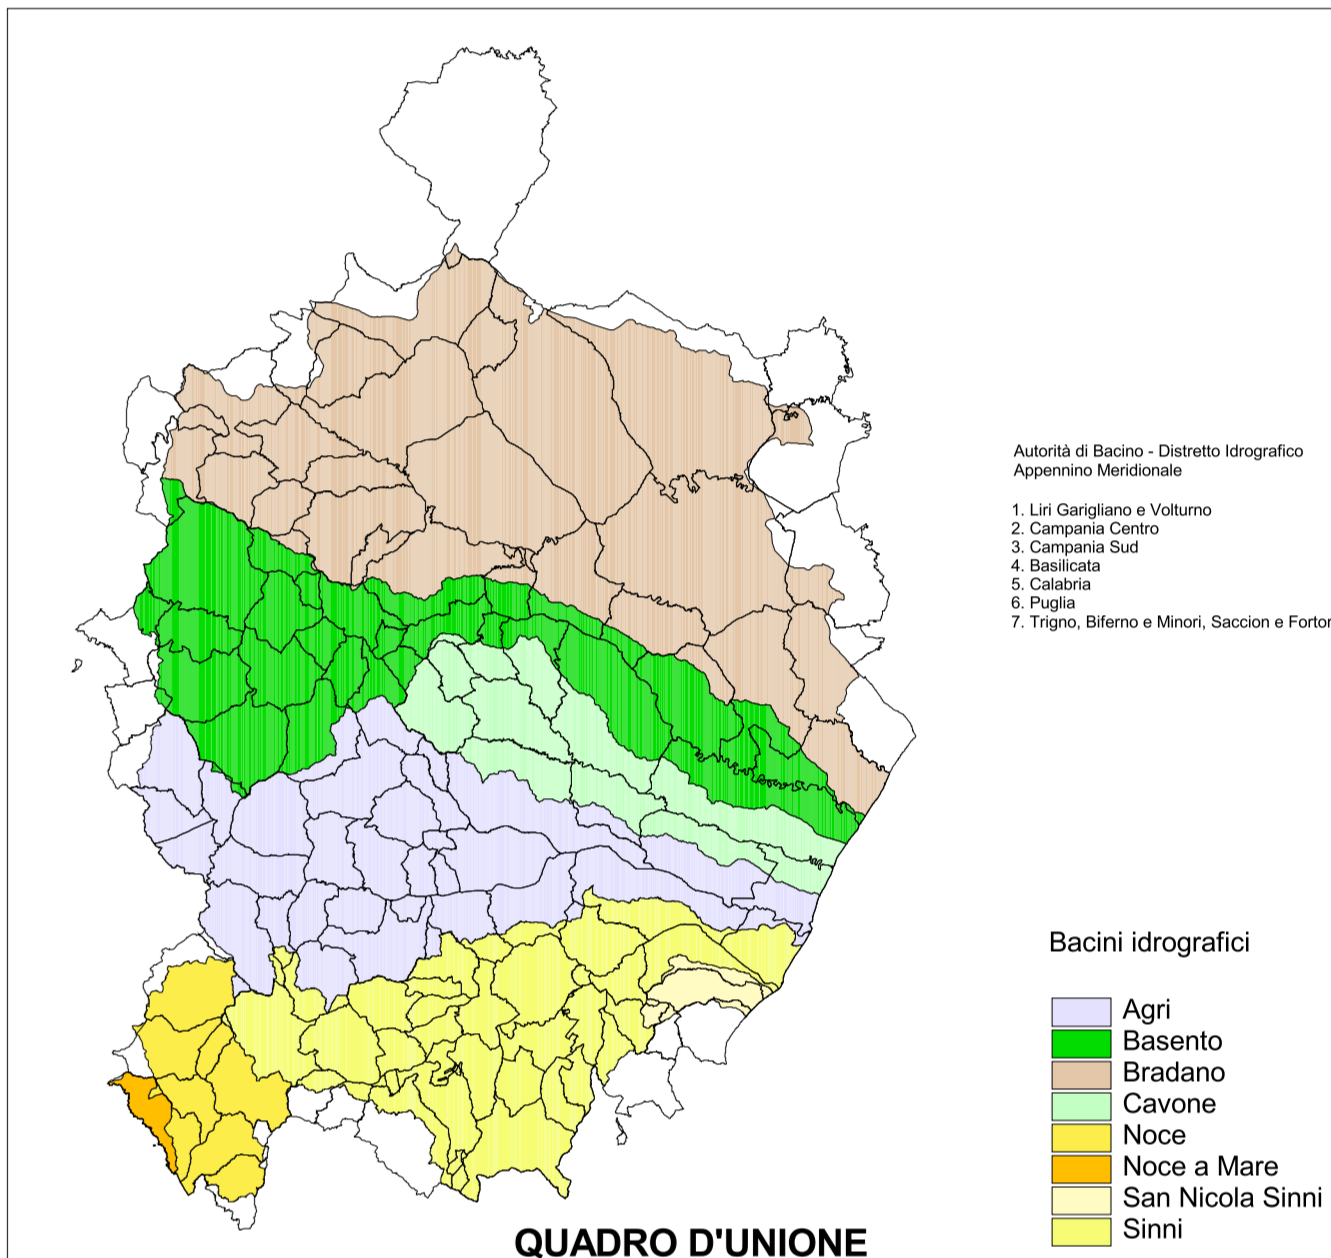 Autorità di Bacino - Distretto Idrografico
Appennino Meridionale
1. Liri Garigliano e Volturno
2. Campania Centro
3. Campania Sud
4. Basilicata
5. Calabria
6. Puglia
7. Trigno, Biferno e Minori, Saccion e Fortor
Bacini idrografici
Agri
Basento
Bradano
Cavone
Noce
Noce a Mare
San Nicola Sinni
Sinni
QUADRO D'UNIONE